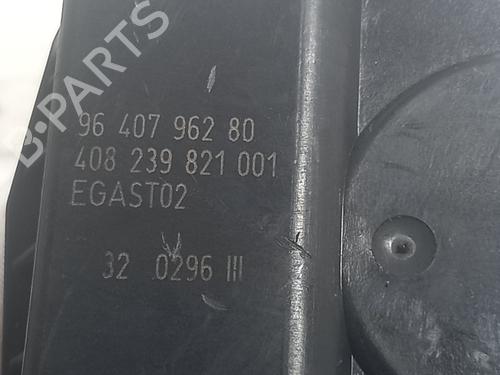 B-PARTS
96 407 962 80
408 239 821 001
EGAST02
32 0296 III